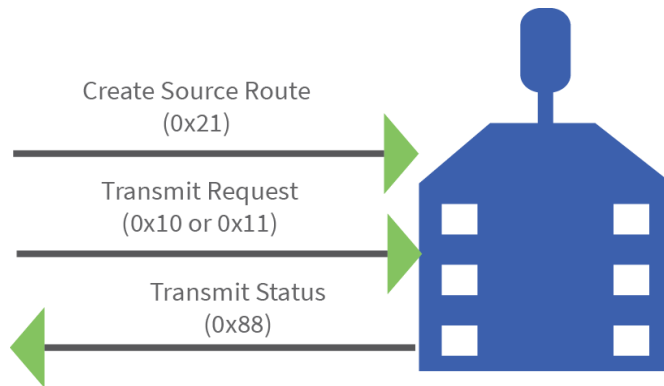 Create Source Route
(0x21)
Transmit Request
(0x10 or 0x11)
Transmit Status
(0x88)